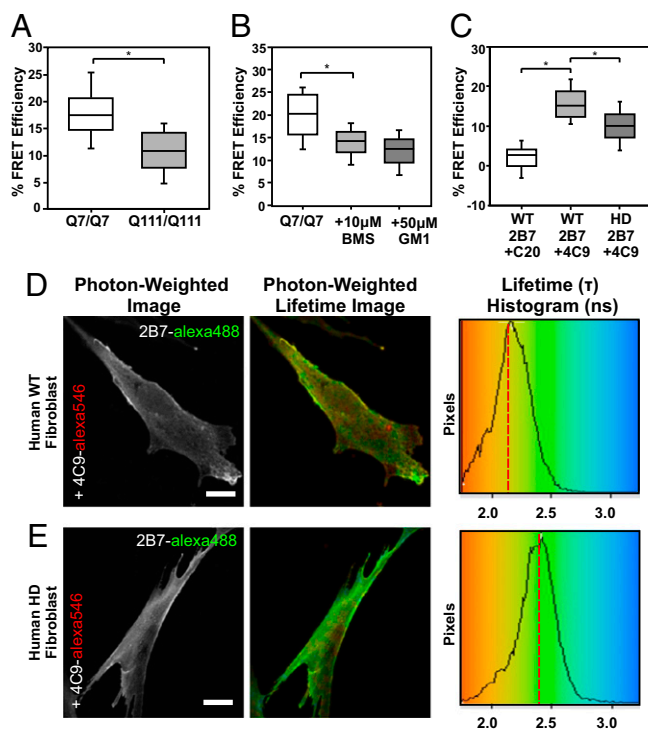 A
% FRET Efficiency
30
25
20
15
10
5
0
*
Q7/Q7
Q111/Q111
B
% FRET Efficiency
35
30
25
20
15
10
5
0
*
Q7/Q7
+10µM
BMS
+50µM
GM1
C
% FRET Efficiency
30
20
10
0
-10
*
*
WT
2B7
+C20
WT
2B7
+4C9
HD
2B7
+4C9
D
Photon-Weighted
Image
Photon-Weighted
Lifetime Image
Lifetime (τ)
Histogram (ns)
Human WT
Fibroblast
2B7-alexa488
+ 4C9-alexa546
Pixels
2.0 2.5 3.0
E
Human HD
Fibroblast
2B7-alexa488
+ 4C9-alexa546
Pixels
2.0 2.5 3.0